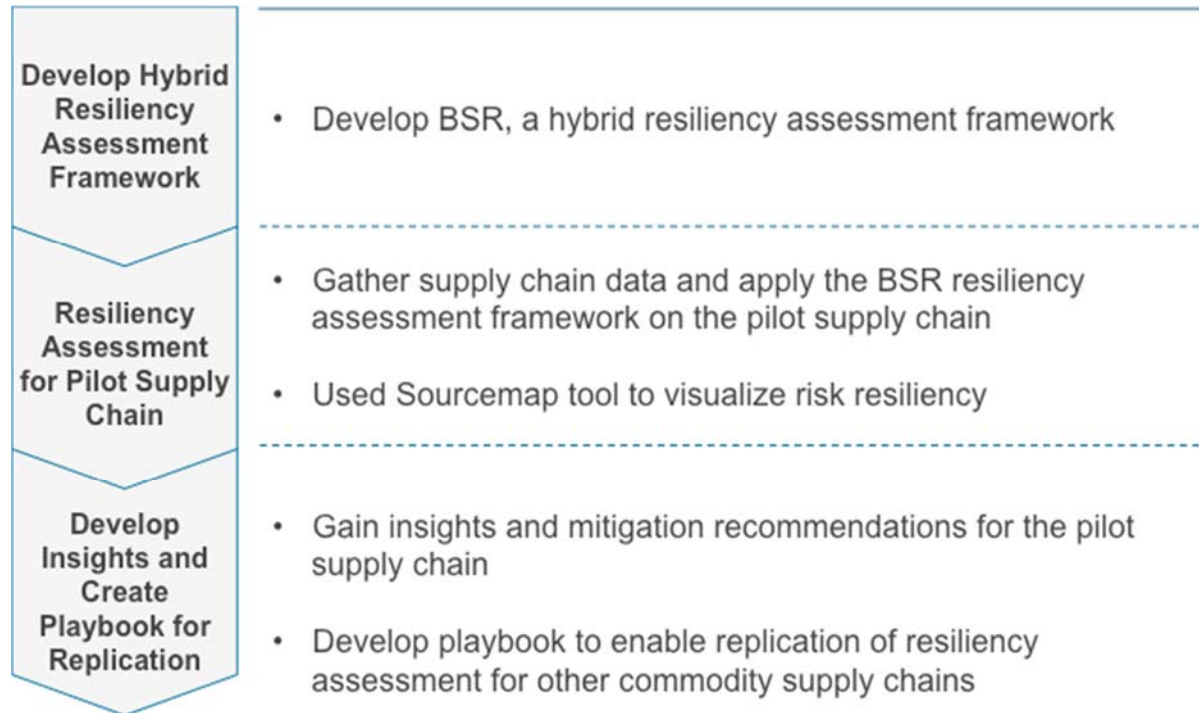 Develop Hybrid
Resiliency
Assessment
Framework
• Develop BSR, a hybrid resiliency assessment framework
Resiliency
Assessment
for Pilot Supply
Chain
• Gather supply chain data and apply the BSR resiliency
assessment framework on the pilot supply chain
• Used Sourcemap tool to visualize risk resiliency
Develop
Insights and
Create
Playbook for
Replication
• Gain insights and mitigation recommendations for the pilot
supply chain
• Develop playbook to enable replication of resiliency
assessment for other commodity supply chains